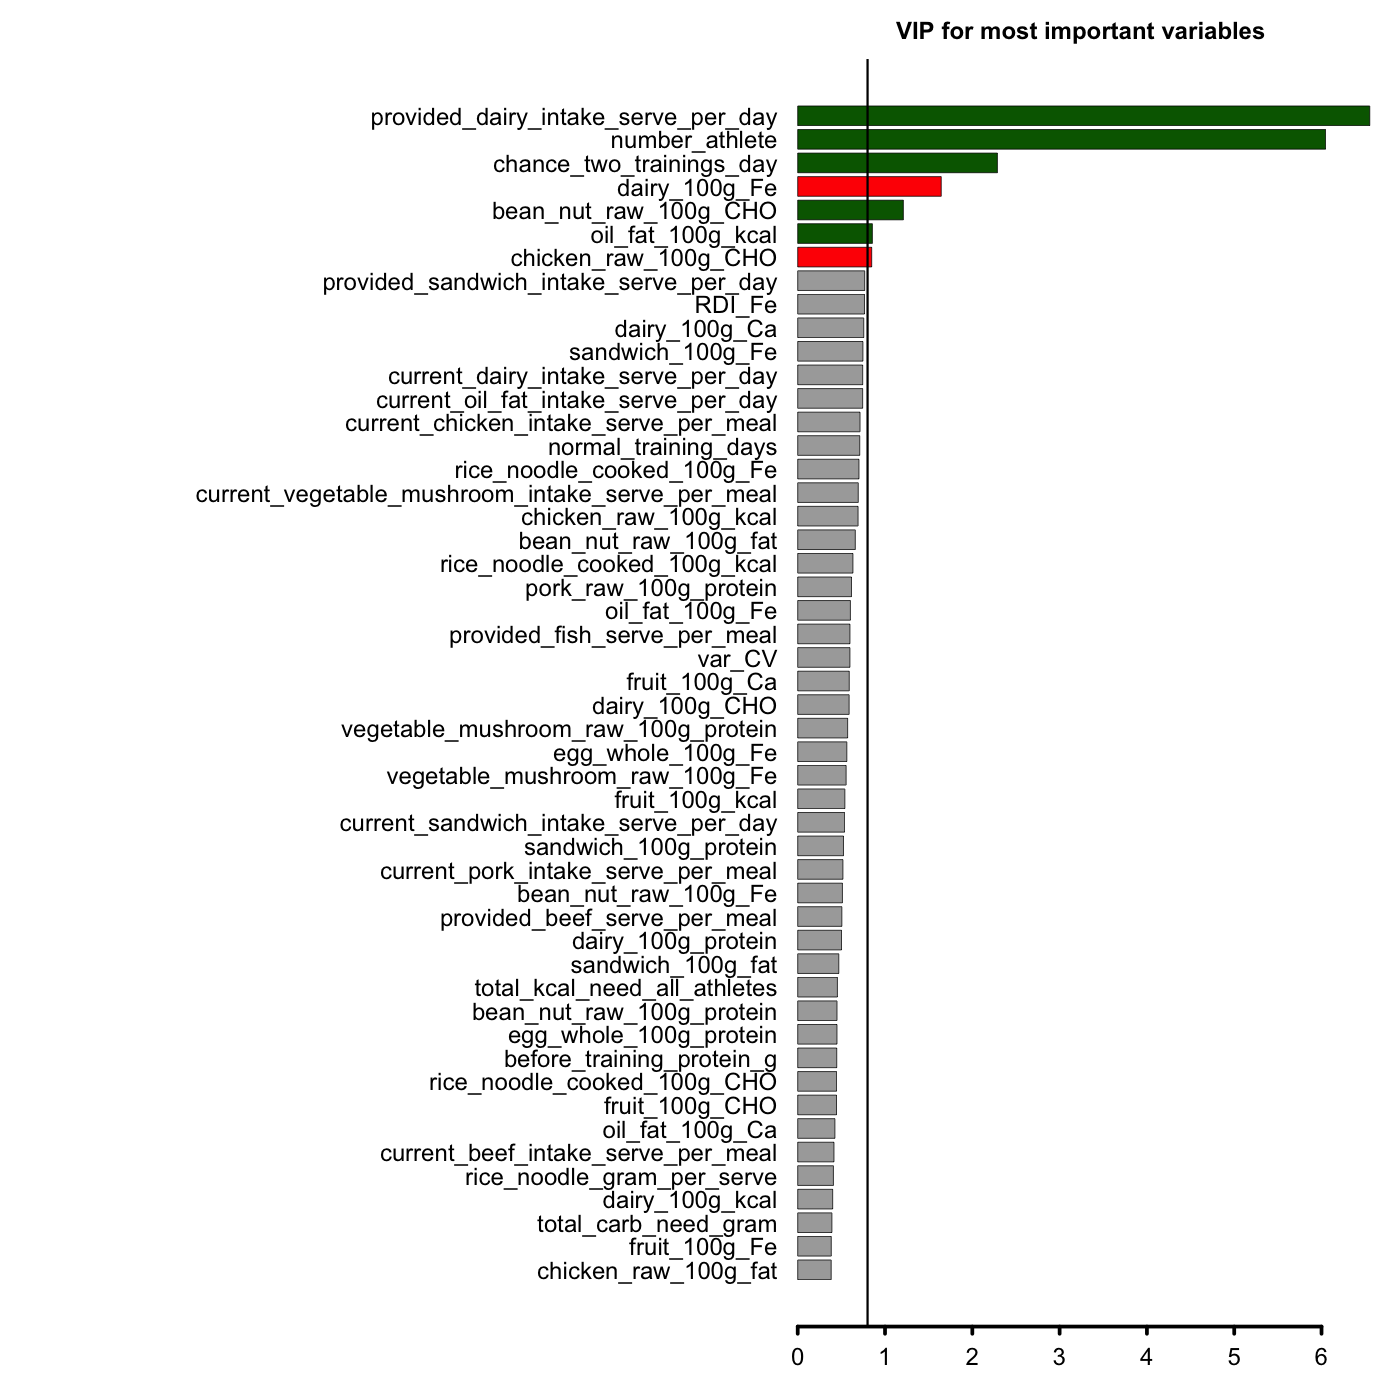 VIP for most important variables
provided_dairy_intake_serve_per_day
number_athlete
chance_two_trainings_day
dairy_100g_Fe
bean_nut_raw_100g_CHO
oil_fat_100g_kcal
chicken_raw_100g_CHO
provided_sandwich_intake_serve_per_day
RDI_Fe
dairy_100g_Ca
sandwich_100g_Fe
current_dairy_intake_serve_per_day
current_oil_fat_intake_serve_per_day
current_chicken_intake_serve_per_meal
normal_training_days
rice_noodle_cooked_100g_Fe
current_vegetable_mushroom_intake_serve_per_meal
chicken_raw_100g_kcal
bean_nut_raw_100g_fat
rice_noodle_cooked_100g_kcal
pork_raw_100g_protein
oil_fat_100g_Fe
provided_fish_serve_per_meal
var_CV
fruit_100g_Ca
dairy_100g_CHO
vegetable_mushroom_raw_100g_protein
egg_whole_100g_Fe
vegetable_mushroom_raw_100g_Fe
fruit_100g_kcal
current_sandwich_intake_serve_per_day
sandwich_100g_protein
current_pork_intake_serve_per_meal
bean_nut_raw_100g_Fe
provided_beef_serve_per_meal
dairy_100g_protein
sandwich_100g_fat
total_kcal_need_all_athletes
bean_nut_raw_100g_protein
egg_whole_100g_protein
before_training_protein_g
rice_noodle_cooked_100g_CHO
fruit_100g_CHO
oil_fat_100g_Ca
current_beef_intake_serve_per_meal
rice_noodle_gram_per_serve
dairy_100g_kcal
total_carb_need_gram
fruit_100g_Fe
chicken_raw_100g_fat
0 1 2 3 4 5 6